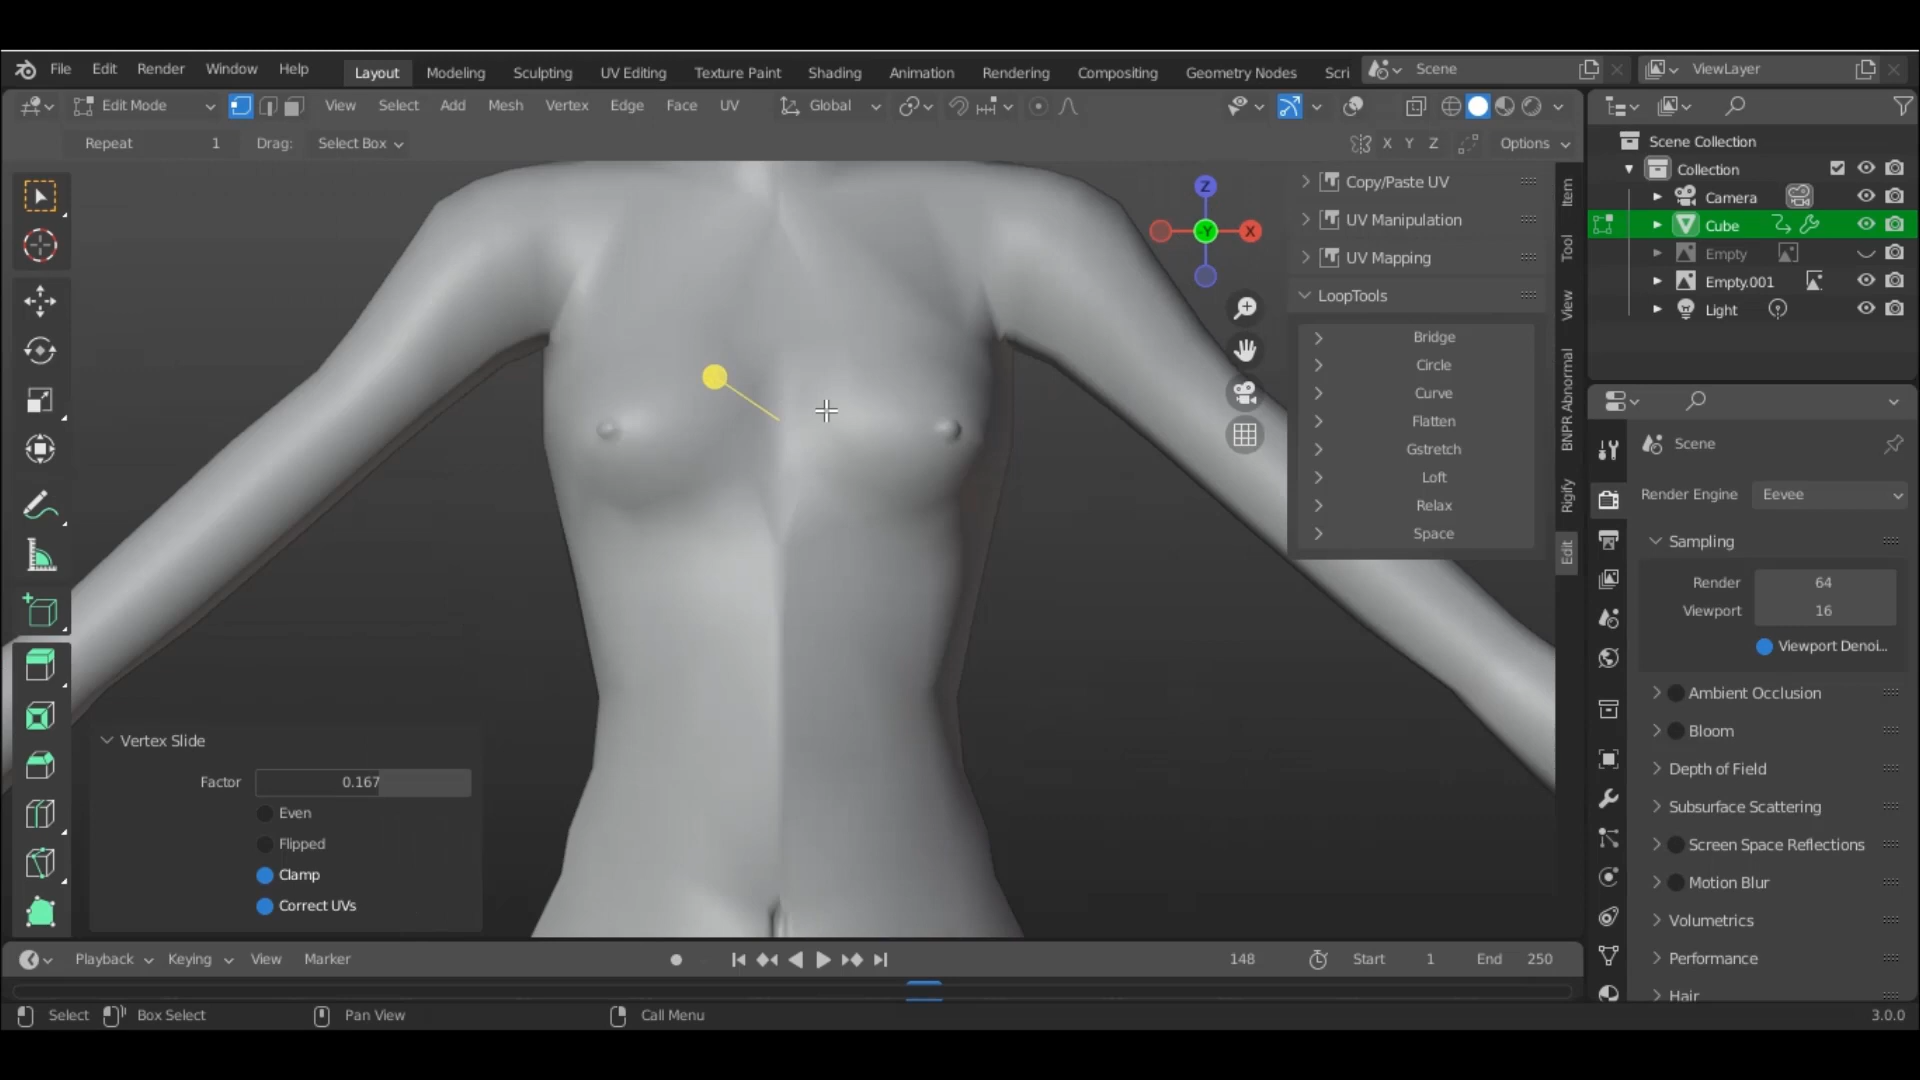 File Edit Render Window Help Layout Modeling Sculpting UV Editing Texture Paint Shading Animation Rendering Compositing Geometry Nodes Scri Scene ViewLayer
Edit Mode View Select Add Mesh Vertex Edge Face UV Global
Repeat 1 Drag: Select Box X Y Z Options
Z
Y
X
Copy/Paste UV
UV Manipulation
UV Mapping
LoopTools
Bridge
Circle
Curve
Flatten
Gstretch
Loft
Relax
Space
Item
Tool
View
BNPR Abnormal
Rigify
Edit
Scene Collection
Collection
Camera
Cube
Empty
Empty.001
Light
Scene
Render Engine Eevee
Sampling
Render 64
Viewport 16
Viewport Denoi...
Ambient Occlusion
Bloom
Depth of Field
Subsurface Scattering
Screen Space Reflections
Motion Blur
Volumetrics
Performance
Hair
Vertex Slide
Factor 0.167
Even
Flipped
Clamp
Correct UVs
Playback Keying View Marker 148 Start 1 End 250
Select Box Select Pan View Call Menu 3.0.0